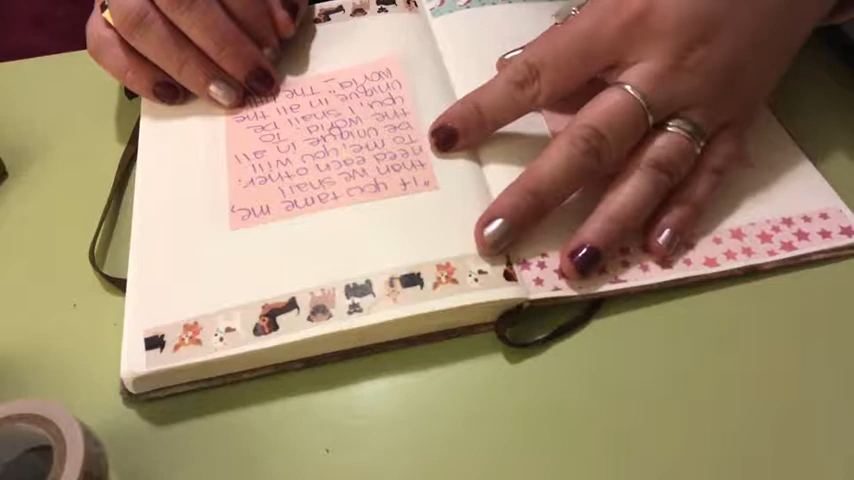 "If you tame me,
than we shall
need each other.
To me you will
be unique in all
the world. To
you, I shall be
unique in all the
world" - The